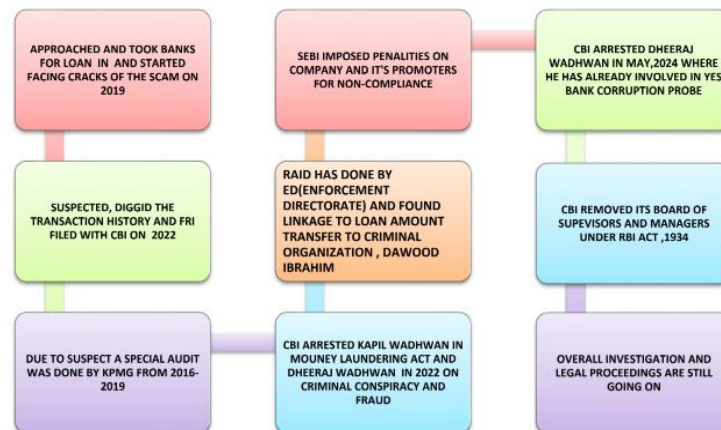 APPROACHED AND TOOK BANKS
FOR LOAN IN AND STARTED
FACING CRACKS OF THE SCAM ON
2019
SUSPECTED, DIGGID THE
TRANSACTION HISTORY AND FRI
FILED WITH CBI ON 2022
DUE TO SUSPECT A SPECIAL AUDIT
WAS DONE BY KPMG FROM 2016-
2019
CBI ARRESTED KAPIL WADHWAN IN
MOUNEY LAUNDERING ACT AND
DHEERAJ WADHWAN IN 2022 ON
CRIMINAL CONSPIRACY AND
FRAUD
RAID HAS DONE BY
ED(ENFORCEMENT
DIRECTORATE) AND FOUND
LINKAGE TO LOAN AMOUNT
TRANSFER TO CRIMINAL
ORGANIZATION , DAWOOD
IBRAHIM
SEBI IMPOSED PENALITIES ON
COMPANY AND IT'S PROMOTERS
FOR NON-COMPLIANCE
CBI ARRESTED DHEERAJ
WADHWAN IN MAY,2024 WHERE
HE HAS ALREADY INVOLVED IN YES
BANK CORRUPTION PROBE
CBI REMOVED ITS BOARD OF
SUPEVISORS AND MANAGERS
UNDER RBI ACT ,1934
OVERALL INVESTIGATION AND
LEGAL PROCEEDINGS ARE STILL
GOING ON